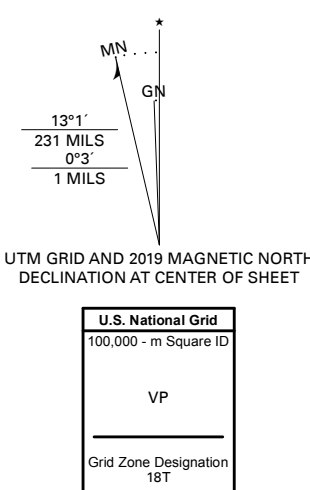 ★
MN
GN
13°1´
231 MILS
0°3´
1 MILS
UTM GRID AND 2019 MAGNETIC NORTH
DECLINATION AT CENTER OF SHEET
U.S. National Grid
100,000 - m Square ID
VP
Grid Zone Designation
18T